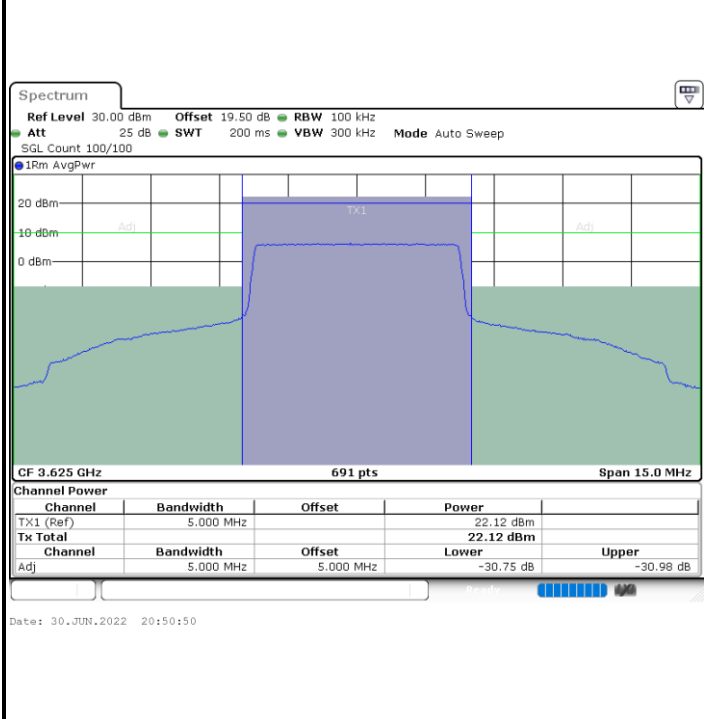 Spectrum
Ref Level 30.00 dBm Offset 19.50 dB RBW 100 kHz
Att 25 dB SWT 200 ms VBW 300 kHz Mode Auto Sweep
SGL Count 100/100
1Rm AvgPwr
20 dBm
TX1
Adj Adj
10 dBm
0 dBm
CF 3.625 GHz 691 pts Span 15.0 MHz
Channel Power
Channel Bandwidth Offset Power
TX1 (Ref) 5.000 MHz 22.12 dBm
Tx Total 22.12 dBm
Channel Bandwidth Offset Lower Upper
Adj 5.000 MHz 5.000 MHz -30.75 dB -30.98 dB
Ready
Date: 30.JUN.2022 20:50:50